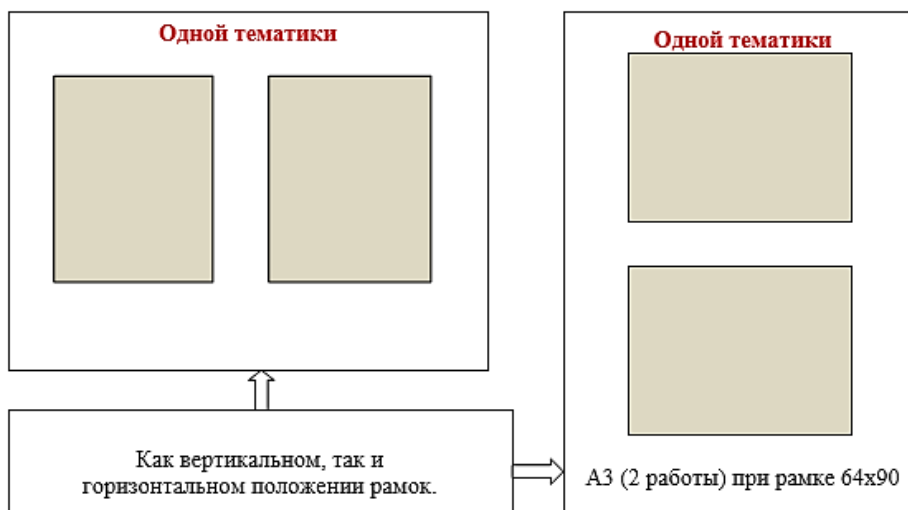 Одной тематики
Одной тематики
Как вертикальном, так и
горизонтальном положении рамок.
А3 (2 работы) при рамке 64х90